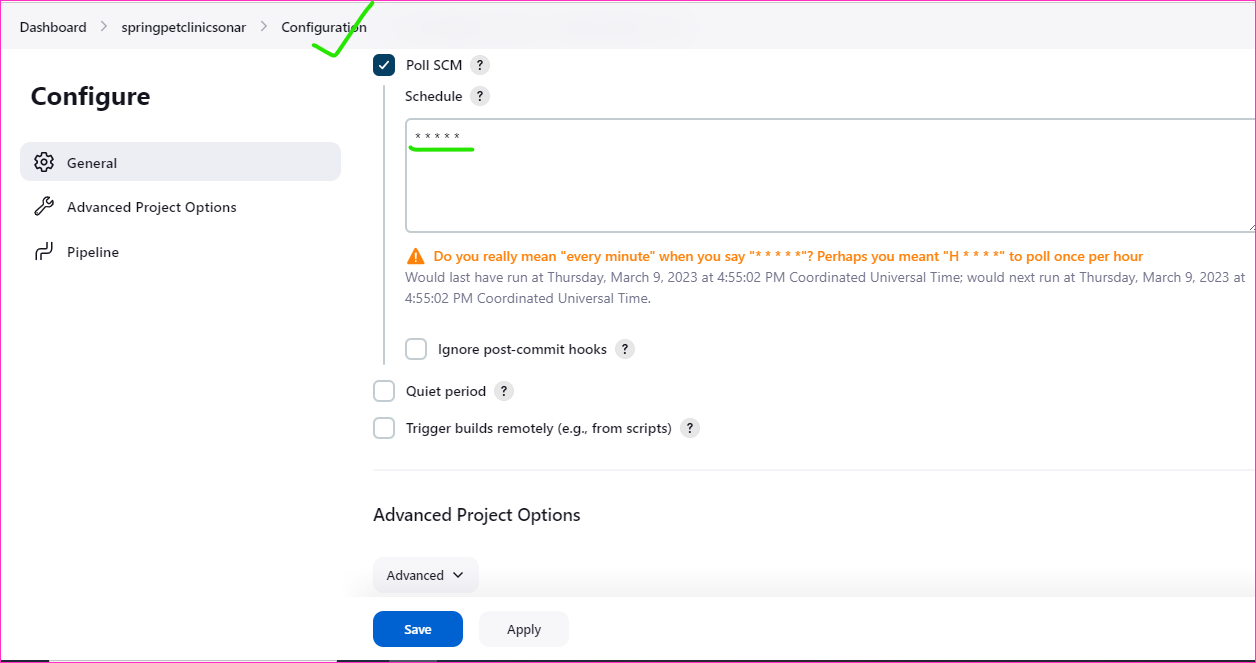 Dashboard > springpetclinicsonar > Configuration
Configure
General
Advanced Project Options
Pipeline
Poll SCM ?
Schedule ?
* * * * *
Do you really mean "every minute" when you say "* * * * *"? Perhaps you meant "H * * * *" to poll once per hour
Would last have run at Thursday, March 9, 2023 at 4:55:02 PM Coordinated Universal Time; would next run at Thursday, March 9, 2023 at
4:55:02 PM Coordinated Universal Time.
Ignore post-commit hooks ?
Quiet period ?
Trigger builds remotely (e.g., from scripts) ?
Advanced Project Options
Advanced
Save Apply